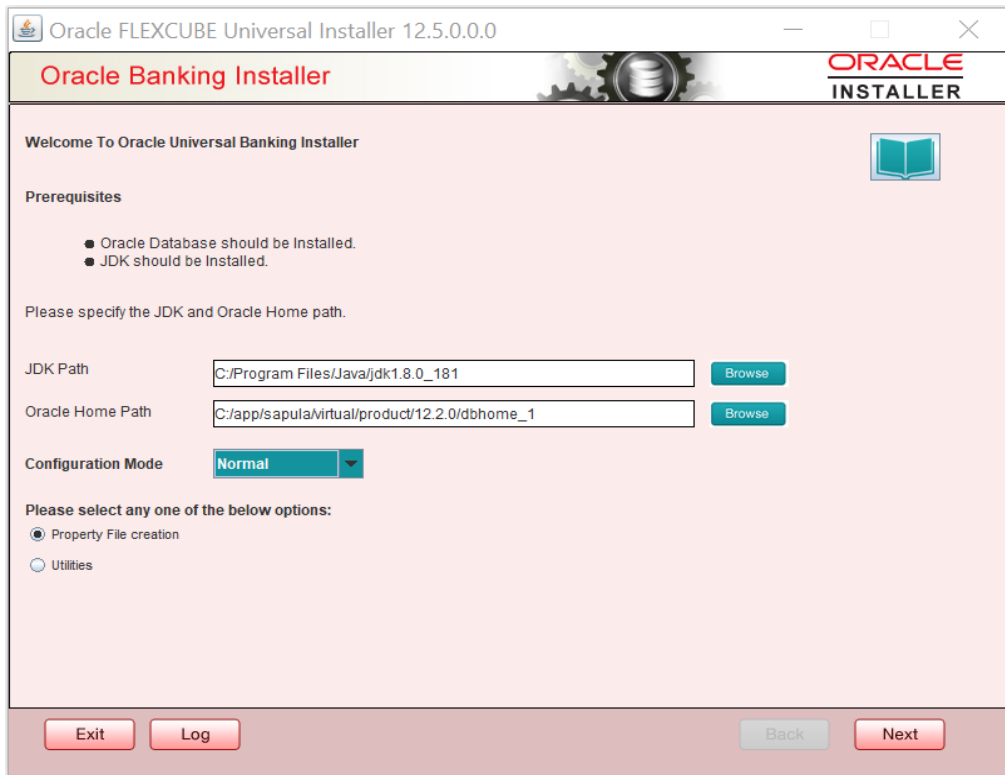 Oracle FLEXCUBE Universal Installer 12.5.0.0.0
Oracle Banking Installer
ORACLE
INSTALLER
Welcome To Oracle Universal Banking Installer
Prerequisites
Oracle Database should be Installed.
JDK should be Installed.
Please specify the JDK and Oracle Home path.
JDK Path C:/Program Files/Java/jdk1.8.0_181 Browse
Oracle Home Path C:/app/sapula/virtual/product/12.2.0/dbhome_1 Browse
Configuration Mode Normal
Please select any one of the below options:
Property File creation
Utilities
Exit Log Back Next